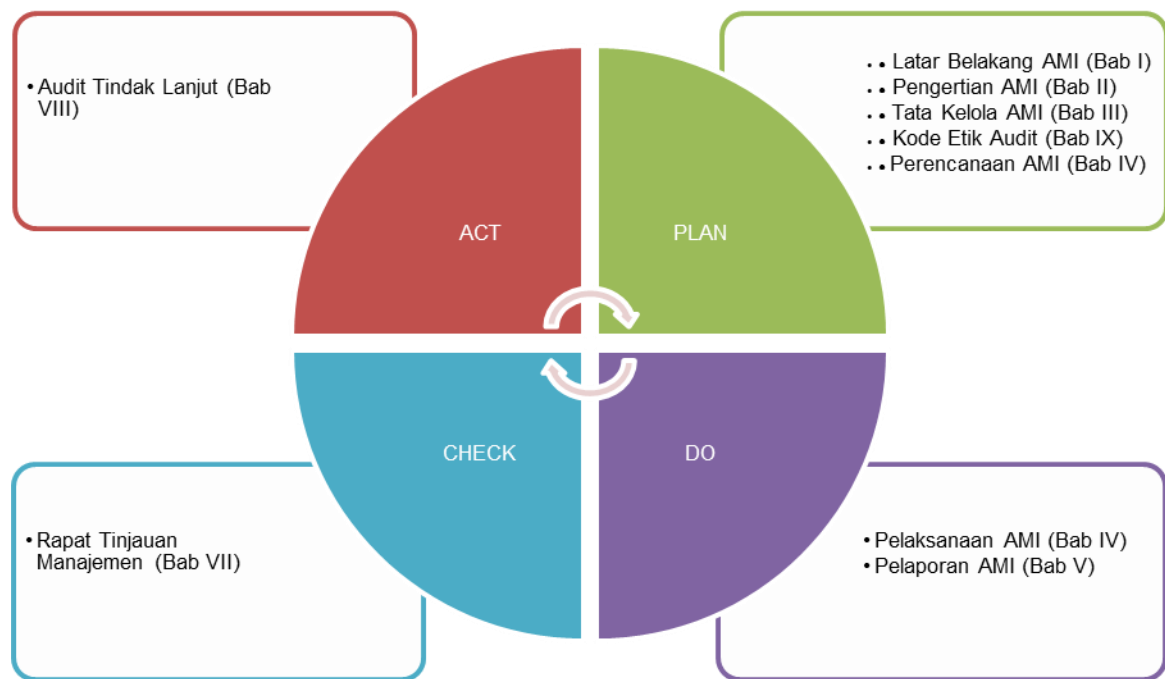 • Audit Tindak Lanjut (Bab
VIII)
• • Latar Belakang AMI (Bab I)
• • Pengertian AMI (Bab II)
• • Tata Kelola AMI (Bab III)
• • Kode Etik Audit (Bab IX)
• • Perencanaan AMI (Bab IV)
ACT
PLAN
CHECK
DO
• Rapat Tinjauan
Manajemen (Bab VII)
• Pelaksanaan AMI (Bab IV)
• Pelaporan AMI (Bab V)